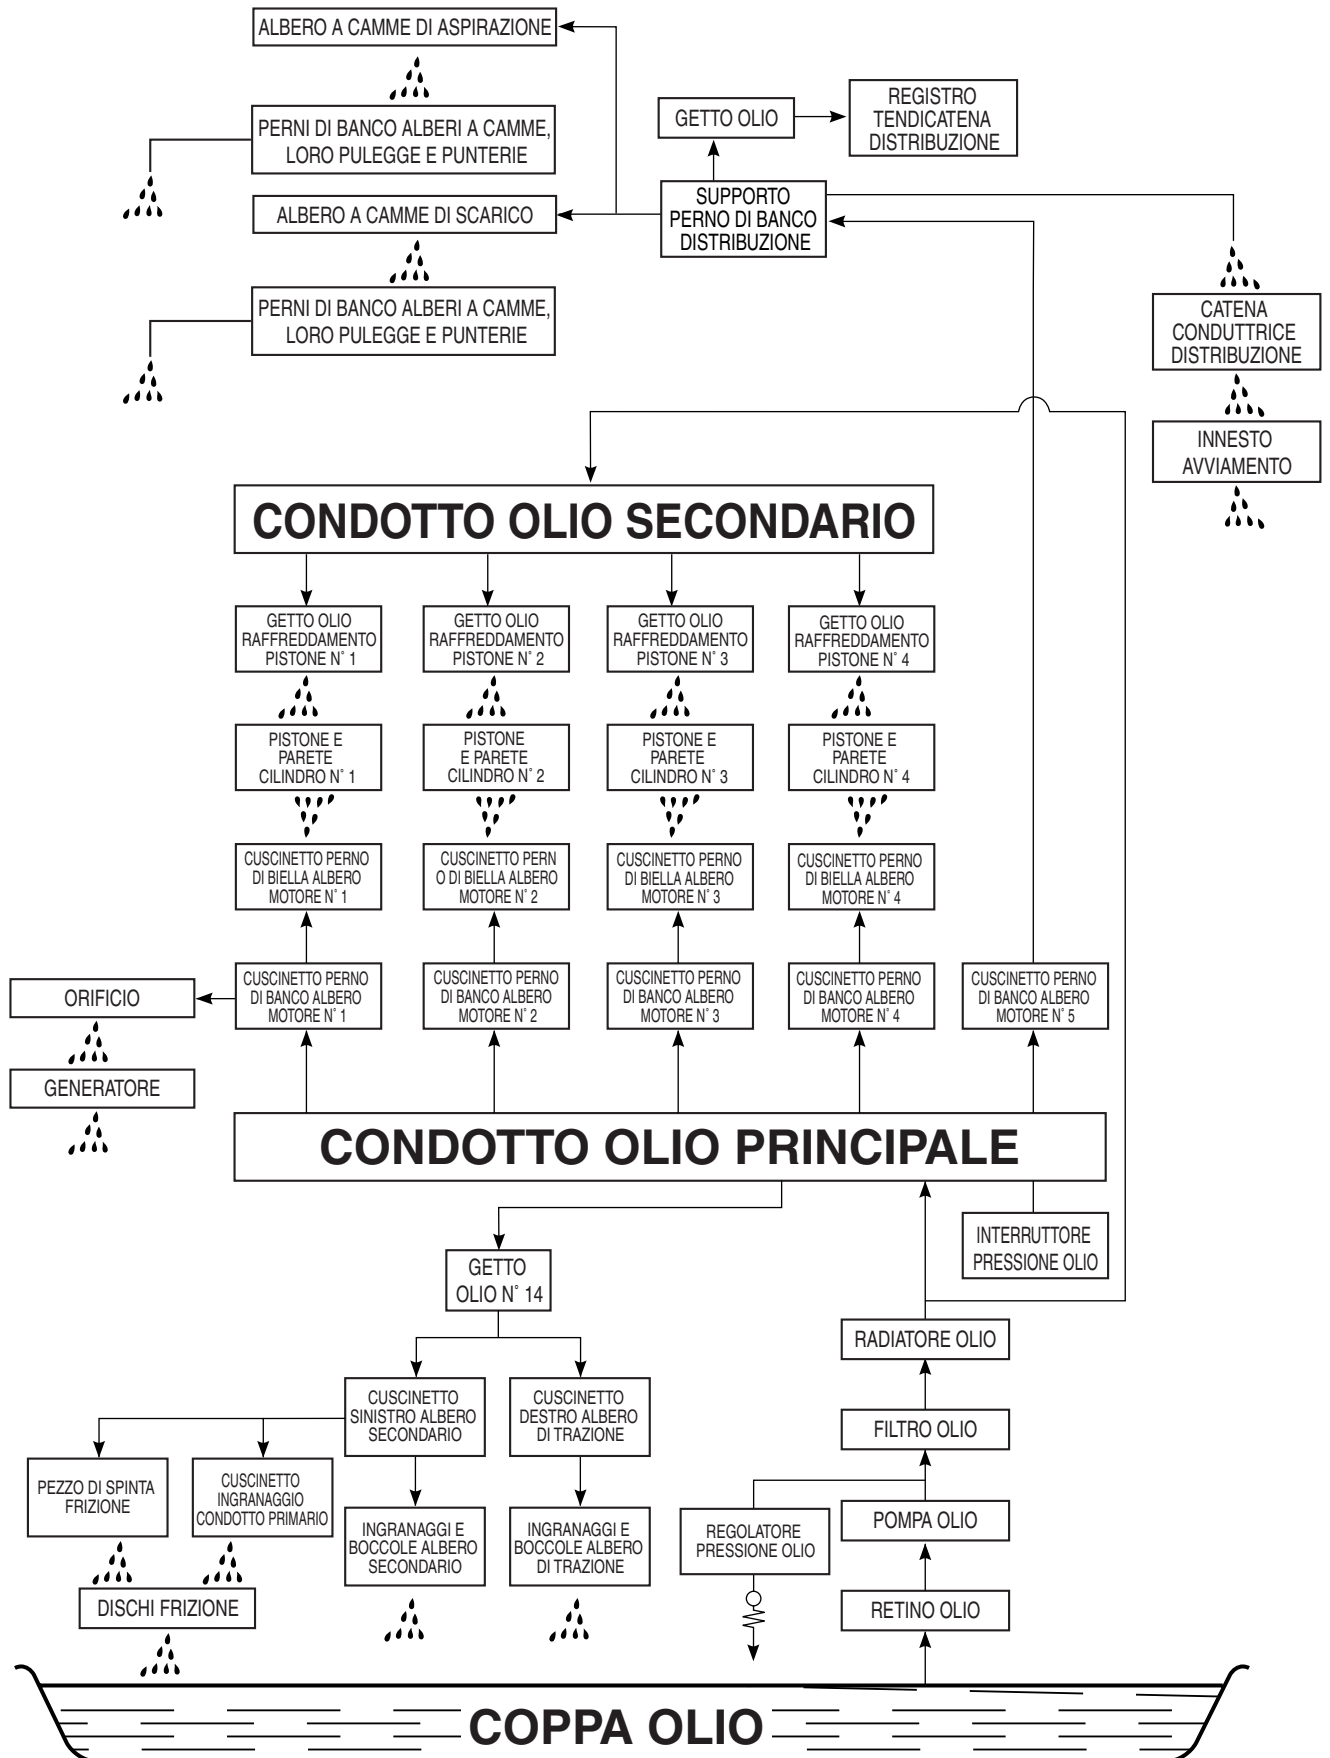 ALBERO A CAMME DI ASPIRAZIONE
PERNI DI BANCO ALBERI A CAMME,
LORO PULEGGE E PUNTERIE
GETTO OLIO
REGISTRO
TENDICATENA
DISTRIBUZIONE
ALBERO A CAMME DI SCARICO
SUPPORTO
PERNO DI BANCO
DISTRIBUZIONE
PERNI DI BANCO ALBERI A CAMME,
LORO PULEGGE E PUNTERIE
CATENA
CONDUTTRICE
DISTRIBUZIONE
INNESTO
AVVIAMENTO
CONDOTTO OLIO SECONDARIO
GETTO OLIO
RAFFREDDAMENTO
PISTONE N° 1
GETTO OLIO
RAFFREDDAMENTO
PISTONE N° 2
GETTO OLIO
RAFFREDDAMENTO
PISTONE N° 3
GETTO OLIO
RAFFREDDAMENTO
PISTONE N° 4
PISTONE E
PARETE
CILINDRO N° 1
PISTONE
E PARETE
CILINDRO N° 2
PISTONE E
PARETE
CILINDRO N° 3
PISTONE E
PARETE
CILINDRO N° 4
CUSCINETTO PERNO
DI BIELLA ALBERO
MOTORE N° 1
CUSCINETTO PERN
O DI BIELLA ALBERO
MOTORE N° 2
CUSCINETTO PERNO
DI BIELLA ALBERO
MOTORE N° 3
CUSCINETTO PERNO
DI BIELLA ALBERO
MOTORE N° 4
ORIFICIO
CUSCINETTO PERNO
DI BANCO ALBERO
MOTORE N° 1
CUSCINETTO PERNO
DI BANCO ALBERO
MOTORE N° 2
CUSCINETTO PERNO
DI BANCO ALBERO
MOTORE N° 3
CUSCINETTO PERNO
DI BANCO ALBERO
MOTORE N° 4
CUSCINETTO PERNO
DI BANCO ALBERO
MOTORE N° 5
GENERATORE
CONDOTTO OLIO PRINCIPALE
INTERRUTTORE
PRESSIONE OLIO
GETTO
OLIO N° 14
RADIATORE OLIO
CUSCINETTO
SINISTRO ALBERO
SECONDARIO
CUSCINETTO
DESTRO ALBERO
DI TRAZIONE
FILTRO OLIO
PEZZO DI SPINTA
FRIZIONE
CUSCINETTO
INGRANAGGIO
CONDOTTO PRIMARIO
INGRANAGGI E
BOCCOLE ALBERO
SECONDARIO
INGRANAGGI E
BOCCOLE ALBERO
DI TRAZIONE
REGOLATORE
PRESSIONE OLIO
POMPA OLIO
DISCHI FRIZIONE
RETINO OLIO
COPPA OLIO